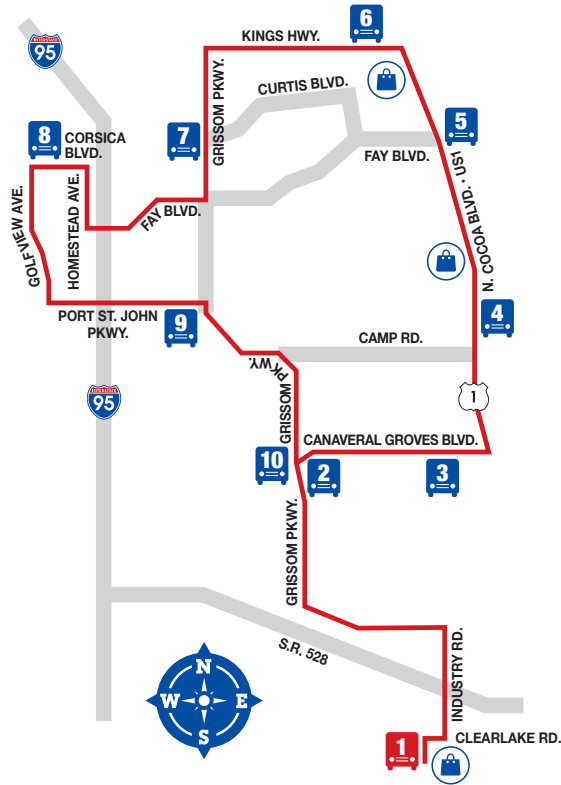 6
KINGS HWY.
INTERSTATE
95
GRISSOM PKWY.
CURTIS BLVD.
5
7
8
CORSICA
BLVD.
FAY BLVD.
N. COCOA BLVD. • US1
HOMESTEAD AVE.
GOLFVIEW AVE.
FAY BLVD.
4
PORT ST. JOHN
PKWY.
9
CAMP RD.
GRISSOM PKWY.
INTERSTATE
95
1
CANAVERAL GROVES BLVD.
10
2
3
GRISSOM PKWY.
S.R. 528
INDUSTRY RD.
N
W
E
S
1
CLEARLAKE RD.